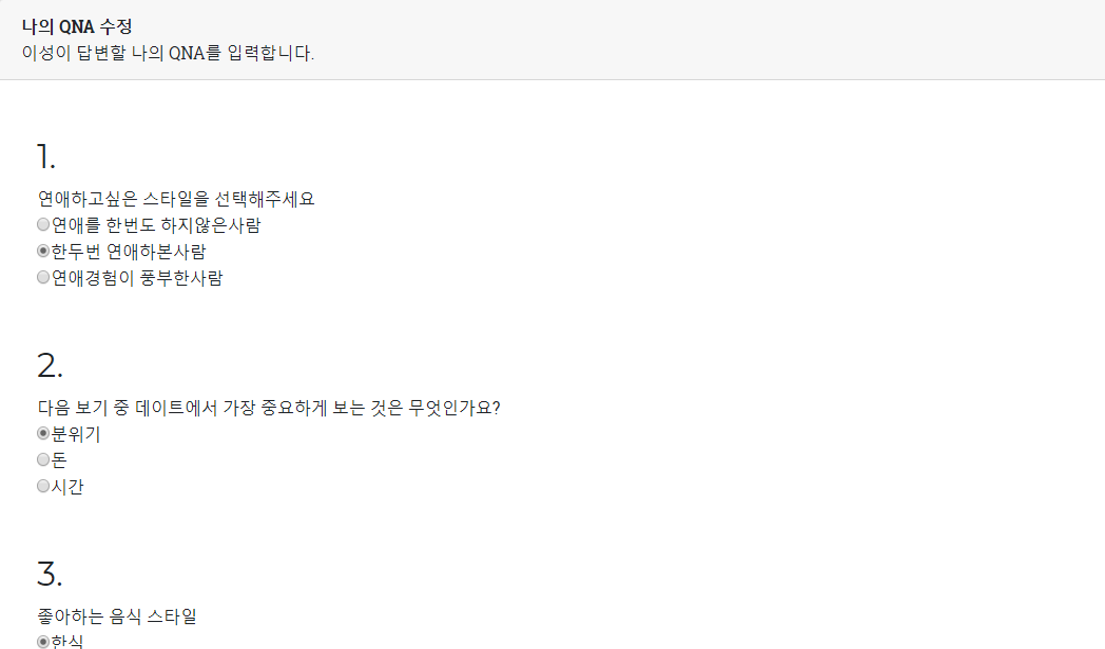 나의 QNA 수정
이성이 답변할 나의 QNA를 입력합니다.
1.
연애하고싶은 스타일을 선택해주세요
연애를 한번도 하지않은사람
한두번 연애하본사람
연애경험이 풍부한사람
2.
다음 보기 중 데이트에서 가장 중요하게 보는 것은 무엇인가요?
분위기
돈
시간
3.
좋아하는 음식 스타일
한식